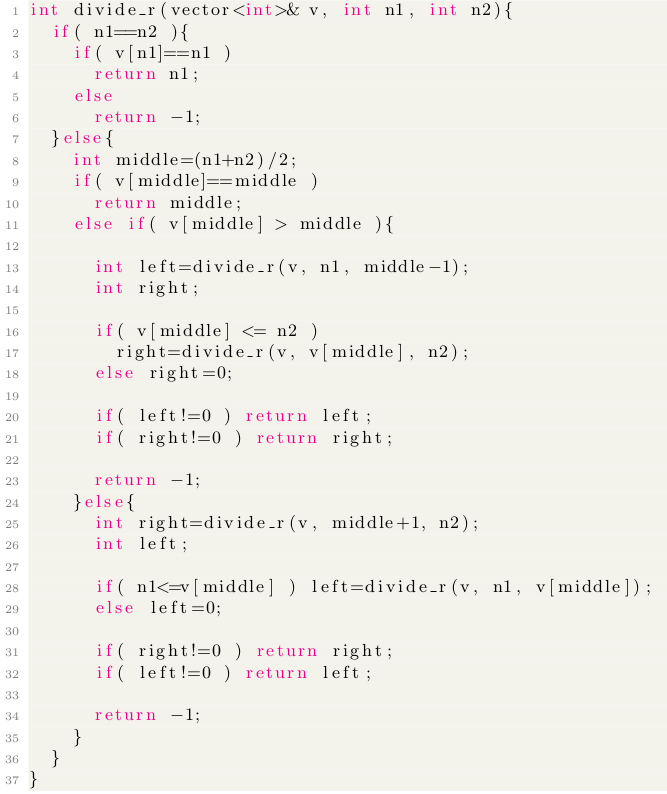 1 int divide_r(vector<int>& v, int n1, int n2){
2 if( n1==n2 ){
3 if( v[n1]==n1 )
4 return n1;
5 else
6 return -1;
7 }else{
8 int middle=(n1+n2)/2;
9 if( v[middle]==middle )
10 return middle;
11 else if( v[middle] > middle ){
12
13 int left=divide_r(v, n1, middle-1);
14 int right;
15
16 if( v[middle] <= n2 )
17 right=divide_r(v, v[middle], n2);
18 else right=0;
19
20 if( left!=0 ) return left;
21 if( right!=0 ) return right;
22
23 return -1;
24 }else{
25 int right=divide_r(v, middle+1, n2);
26 int left;
27
28 if( n1<=v[middle] ) left=divide_r(v, n1, v[middle]);
29 else left=0;
30
31 if( right!=0 ) return right;
32 if( left!=0 ) return left;
33
34 return -1;
35 }
36 }
37 }